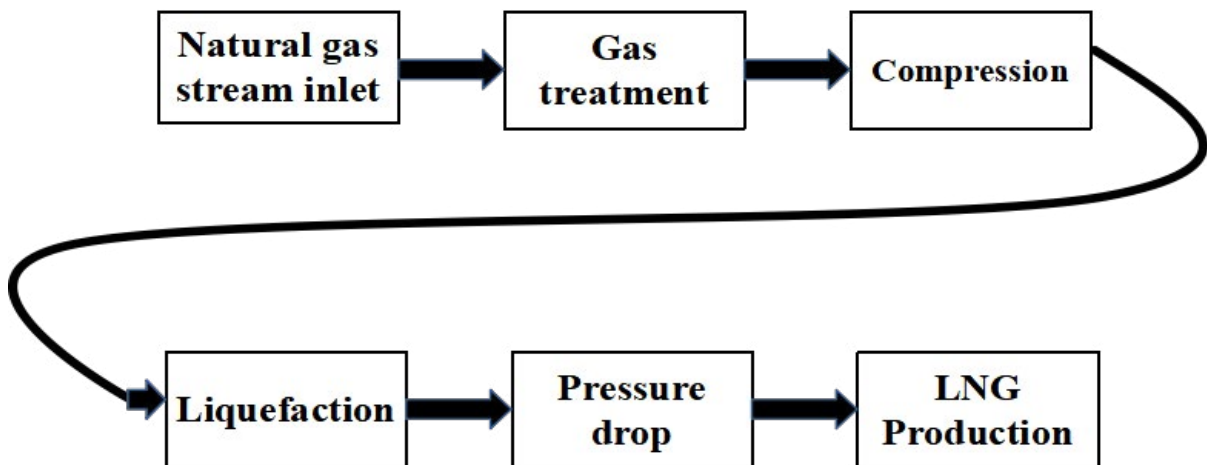 Natural gas
stream inlet
Gas
treatment
Compression
Liquefaction
Pressure
drop
LNG
Production